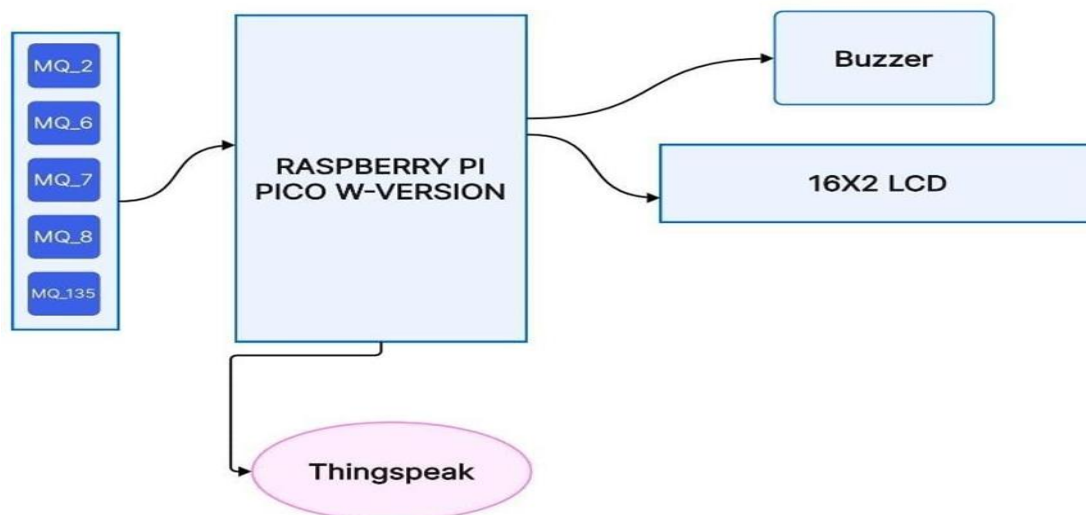 MQ_2
MQ_6
MQ_7
MQ_8
MQ_135
RASPBERRY PI
PICO W-VERSION
Buzzer
16X2 LCD
Thingspeak